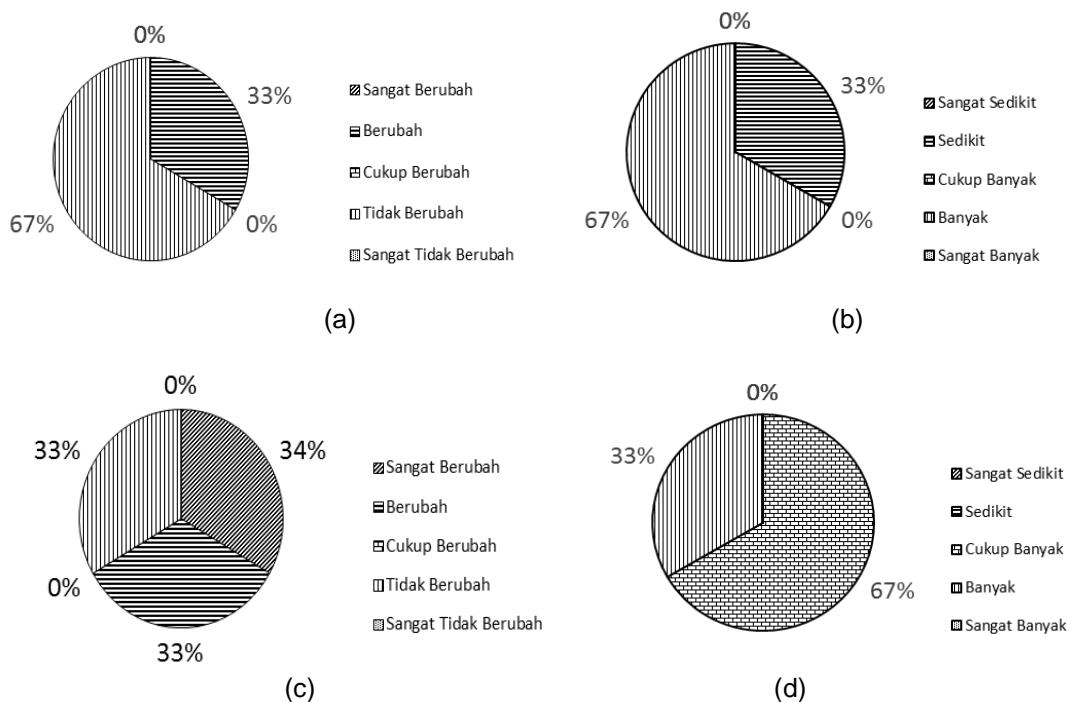 0%
33%
0%
67%
Sangat Berubah
Berubah
Cukup Berubah
Tidak Berubah
Sangat Tidak Berubah
(a)
0%
33%
0%
67%
Sangat Sedikit
Sedikit
Cukup Banyak
Banyak
Sangat Banyak
(b)
0%
34%
33%
0%
33%
Sangat Berubah
Berubah
Cukup Berubah
Tidak Berubah
Sangat Tidak Berubah
(c)
0%
33%
67%
Sangat Sedikit
Sedikit
Cukup Banyak
Banyak
Sangat Banyak
(d)